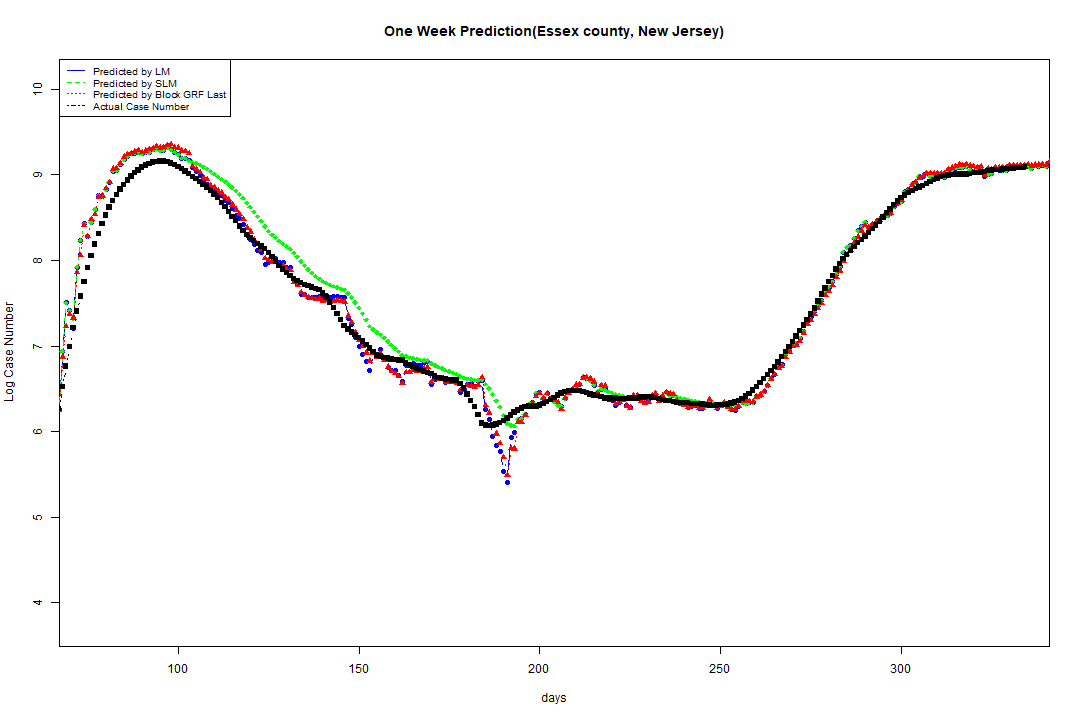 One Week Prediction(Essex county, New Jersey)
Predicted by LM
Predicted by SLM
Predicted by Block GRF Last
Actual Case Number
10
9
8
7
6
5
4
Log Case Number
100 150 200 250 300
days